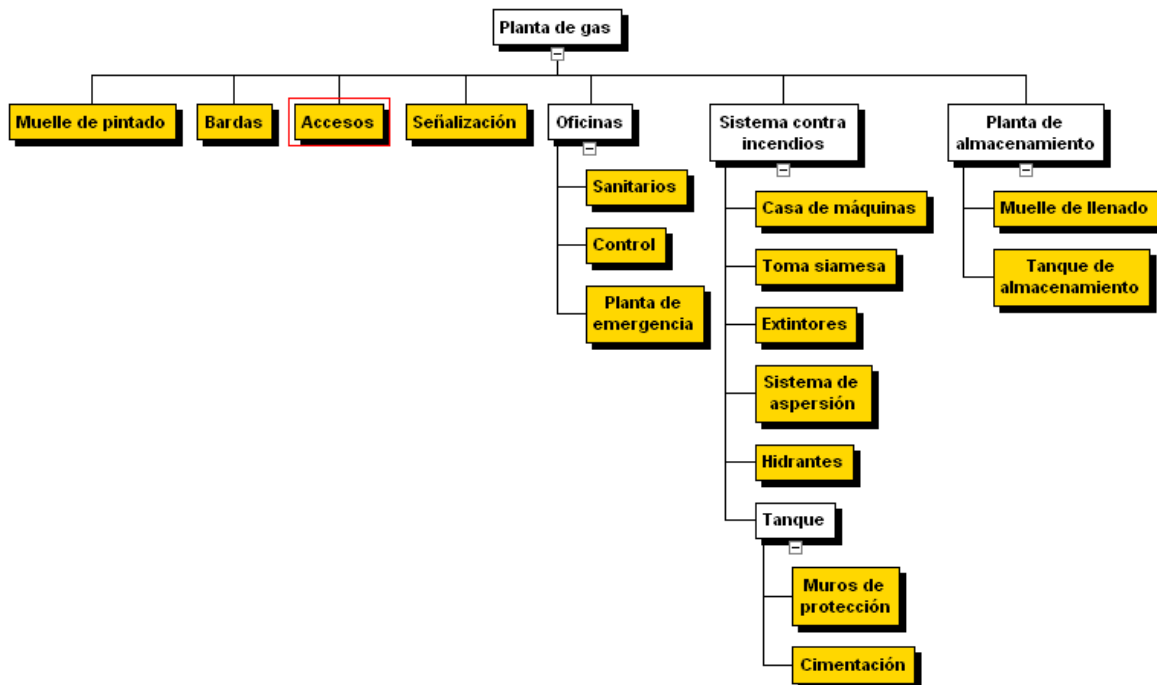 Planta de gas
Muelle de pintado
Bardas
Accesos
Señalización
Oficinas
Sistema contra
incendios
Planta de
almacenamiento
Sanitarios
Control
Planta de
emergencia
Casa de máquinas
Toma siamesa
Extintores
Sistema de
aspersión
Hidrantes
Tanque
Muros de
protección
Cimentación
Muelle de llenado
Tanque de
almacenamiento